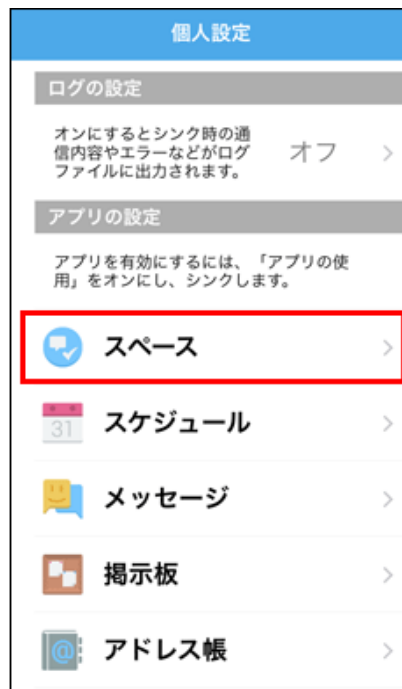 個人設定
ログの設定
オンにするとシンク時の通
信内容やエラーなどがログ
ファイルに出力されます。
オフ
アプリの設定
アプリを有効にするには、「アプリの使
用」をオンにし、シンクします。
スペース
31
スケジュール
メッセージ
掲示板
@
アドレス帳